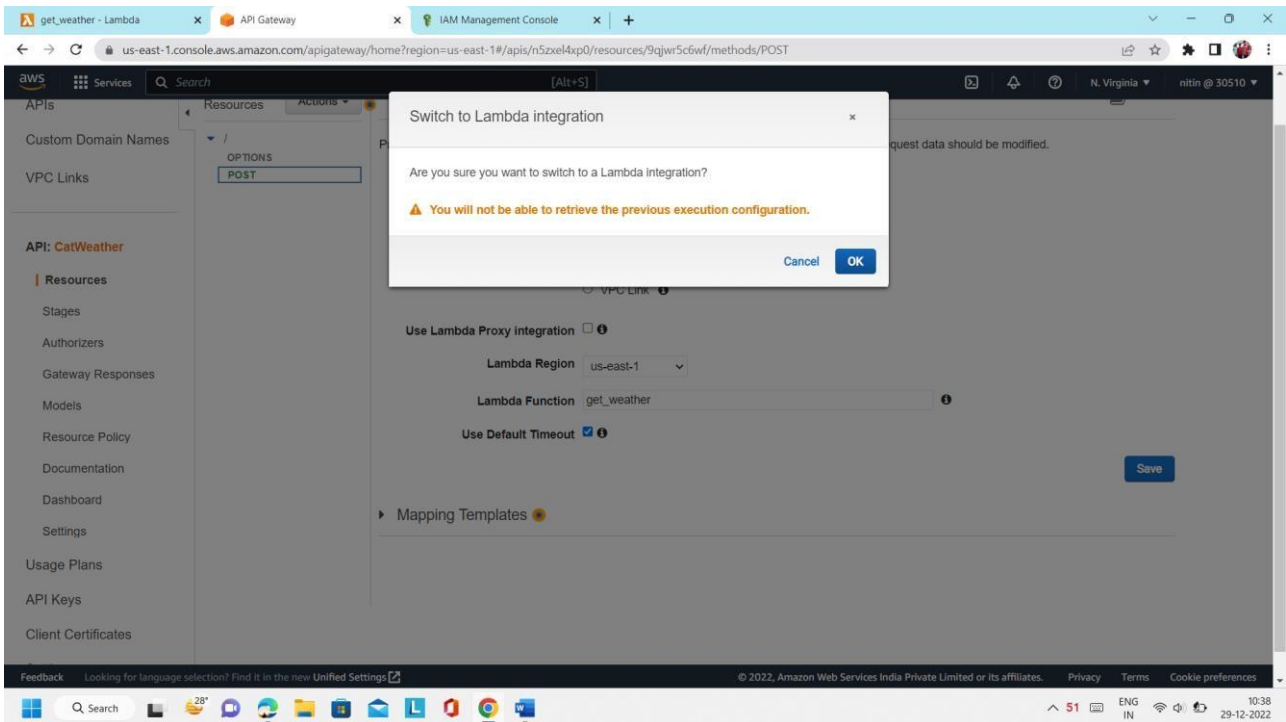 get_weather - Lambda
API Gateway
IAM Management Console
us-east-1.console.aws.amazon.com/apigateway/home?region=us-east-1#/apis/n5zxel4xp0/resources/9qjwr5c6wf/methods/POST
aws Services Search [Alt+S] N. Virginia nitin @ 30510
APIs
Custom Domain Names
VPC Links
API: CatWeather
Resources
Stages
Authorizers
Gateway Responses
Models
Resource Policy
Documentation
Dashboard
Settings
Usage Plans
API Keys
Client Certificates
Resources Actions
/
OPTIONS
POST
Switch to Lambda integration ×
quest data should be modified.
Are you sure you want to switch to a Lambda integration?
You will not be able to retrieve the previous execution configuration.
Cancel OK
VPC Link
Use Lambda Proxy integration
Lambda Region us-east-1
Lambda Function get_weather
Use Default Timeout
Save
Mapping Templates
Feedback Looking for language selection? Find it in the new Unified Settings © 2022, Amazon Web Services India Private Limited or its affiliates. Privacy Terms Cookie preferences
28°
Search
51
ENG
IN
10:38
29-12-2022